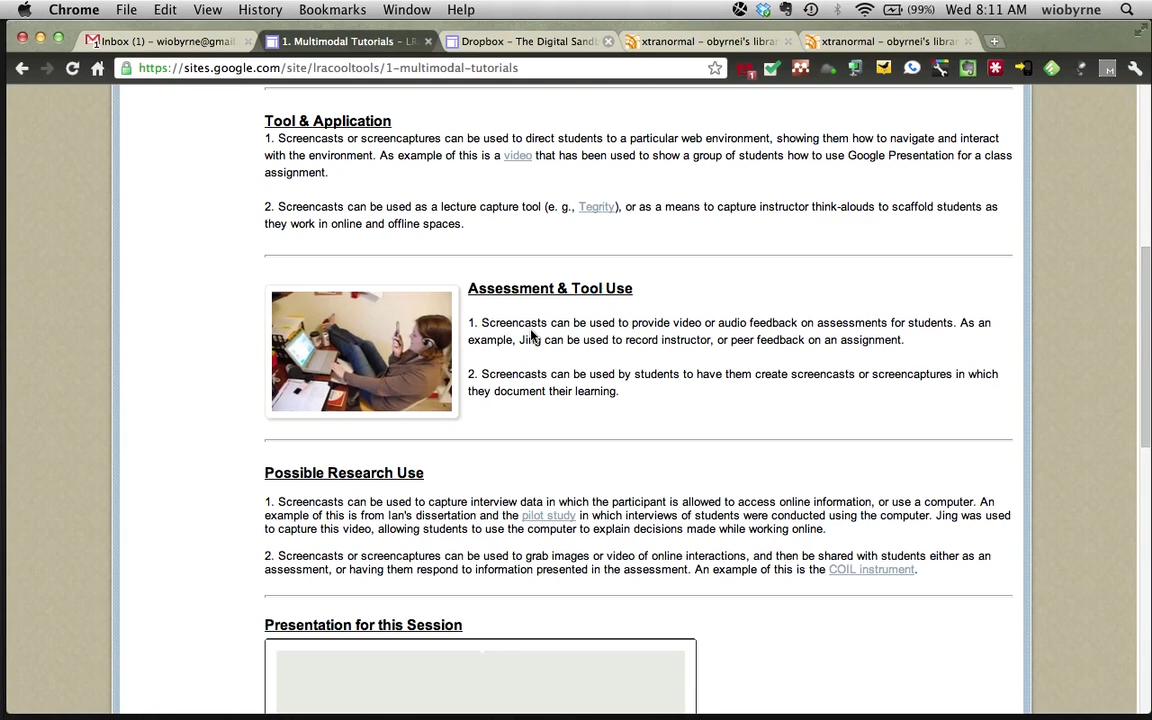 Chrome File Edit View History Bookmarks Window Help (99%) Wed 8:11 AM wiobyrne
Inbox (1) – wiobyrne@gmail. 1. Multimodal Tutorials – LR Dropbox – The Digital Sandb xtranormal – obyrnei's librar xtranormal – obyrnei's librar
https://sites.google.com/site/lracooltools/1-multimodal-tutorials
Tool & Application
1. Screencasts or screencaptures can be used to direct students to a particular web environment, showing them how to navigate and interact
with the environment. As example of this is a video that has been used to show a group of students how to use Google Presentation for a class
assignment.
2. Screencasts can be used as a lecture capture tool (e. g., Tegrity), or as a means to capture instructor think-alouds to scaffold students as
they work in online and offline spaces.
Assessment & Tool Use
1. Screencasts can be used to provide video or audio feedback on assessments for students. As an
example, Jing can be used to record instructor, or peer feedback on an assignment.
2. Screencasts can be used by students to have them create screencasts or screencaptures in which
they document their learning.
Possible Research Use
1. Screencasts can be used to capture interview data in which the participant is allowed to access online information, or use a computer. An
example of this is from Ian's dissertation and the pilot study in which interviews of students were conducted using the computer. Jing was used
to capture this video, allowing students to use the computer to explain decisions made while working online.
2. Screencasts or screencaptures can be used to grab images or video of online interactions, and then be shared with students either as an
assessment, or having them respond to information presented in the assessment. An example of this is the COIL instrument.
Presentation for this Session